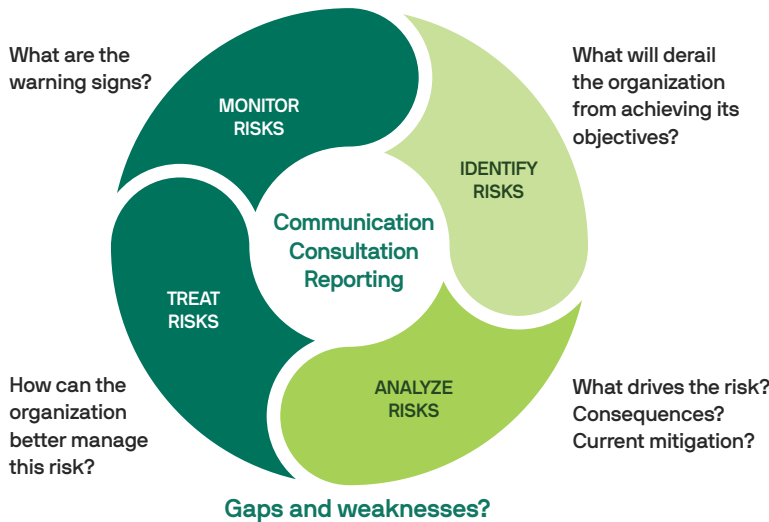 What are the
warning signs?
MONITOR
RISKS
What will derail
the organization
from achieving its
objectives?
IDENTIFY
RISKS
Communication
Consultation
Reporting
TREAT
RISKS
How can the
organization
better manage
this risk?
ANALYZE
RISKS
What drives the risk?
Consequences?
Current mitigation?
Gaps and weaknesses?